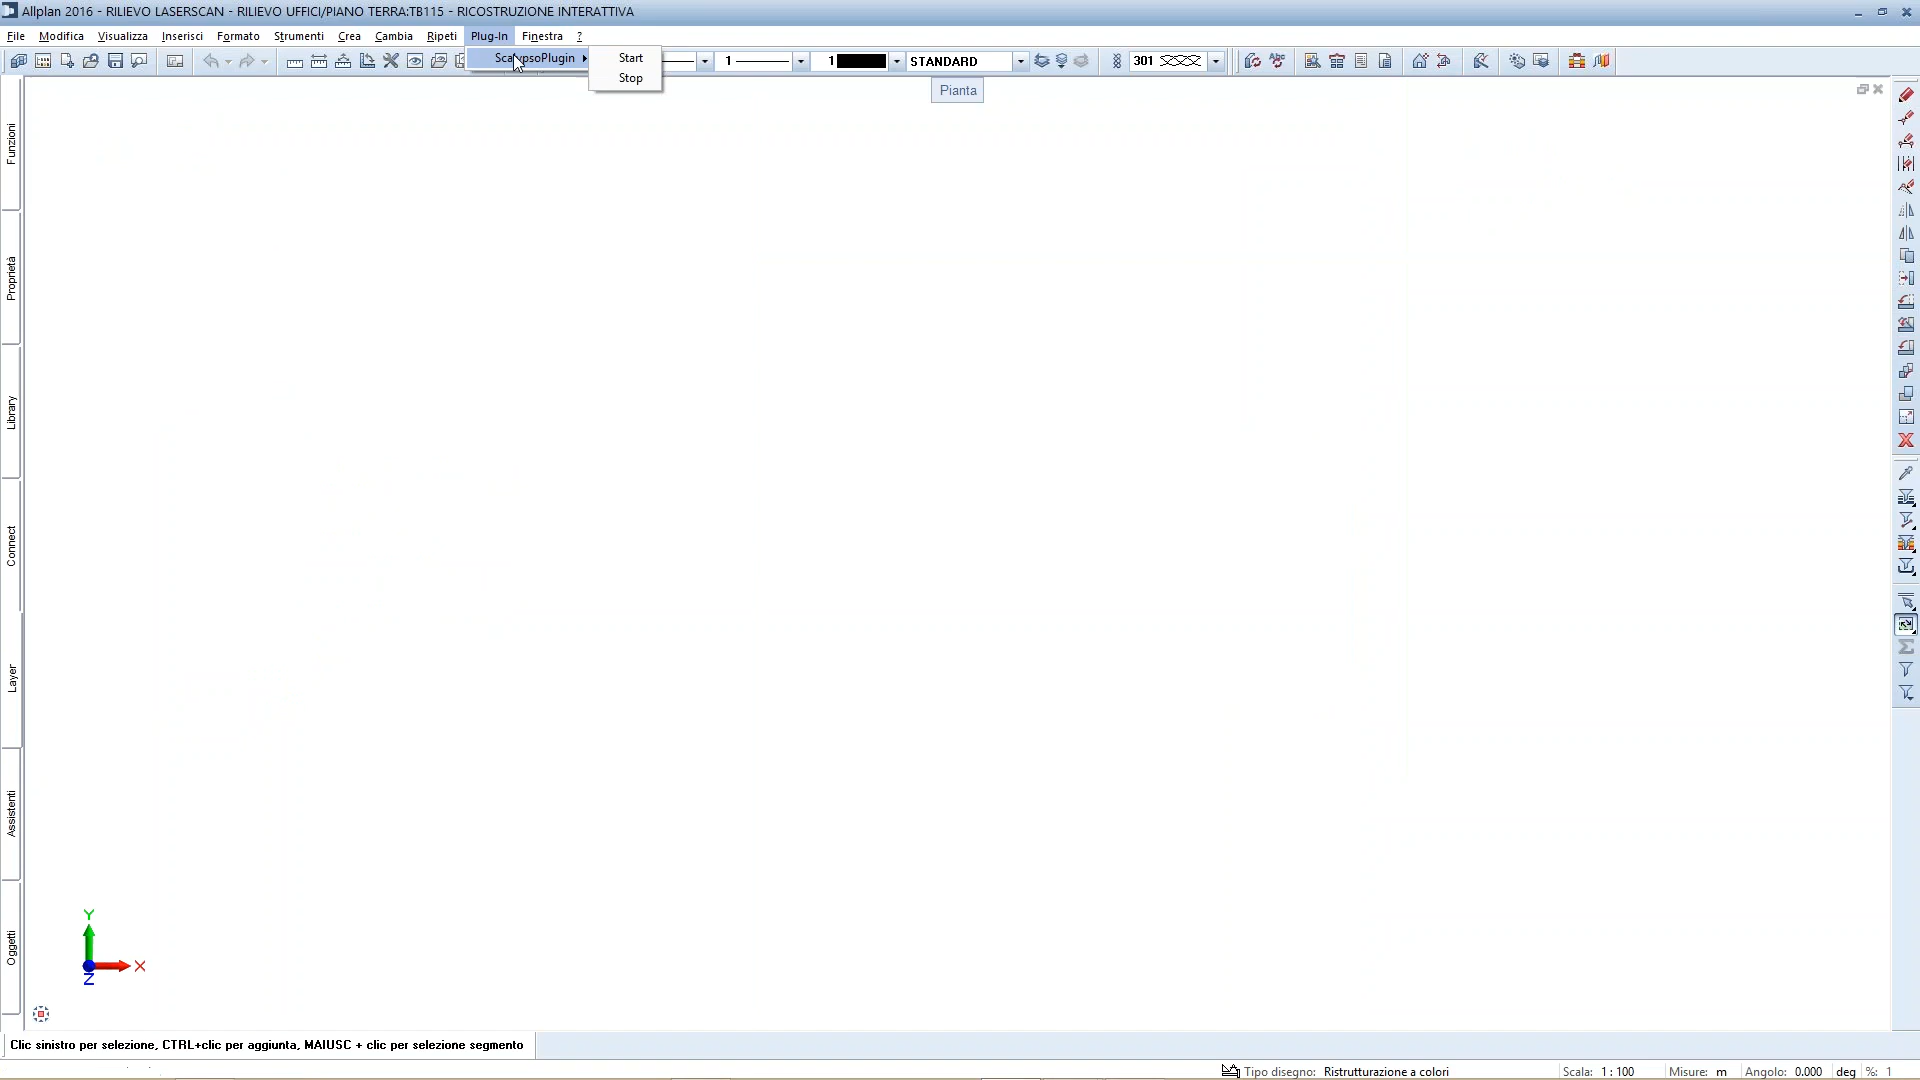 Allplan 2016 - RILIEVO LASERSCAN - RILIEVO UFFICI/PIANO TERRA:TB115 - RICOSTRUZIONE INTERATTIVA
File Modifica Visualizza Inserisci Formato Strumenti Crea Cambia Ripeti Plug-In Finestra ?
ScalypsoPlugin
Start
Stop
1 1 STANDARD 301
Pianta
Funzioni
Proprietà
Library
Connect
Layer
Assistenti
Oggetti
Y
X
Z
Clic sinistro per selezione, CTRL+clic per aggiunta, MAIUSC + clic per selezione segmento
Tipo disegno: Ristrutturazione a colori Scala: 1 : 100 Misure: m Angolo: 0.000 deg %: 1